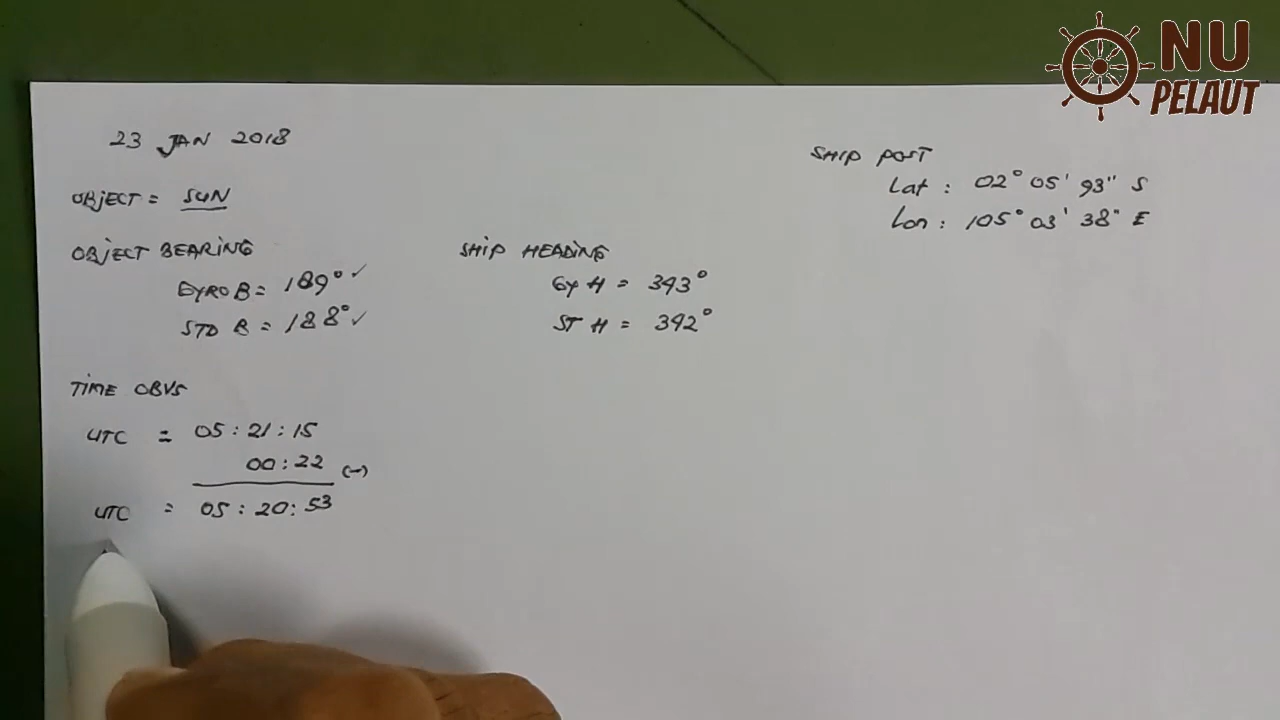 NU
PELAUT
23 JAN 2018
SHIP POST
Lat : 02° 05' 93" S
Lon : 105° 03' 38" E
OBJECT = SUN
OBJECT BEARING
GYRO B = 189° ✓
STD B = 188° ✓
SHIP HEADING
GY H = 343°
ST H = 342°
TIME OBVS
UTC = 05 : 21 : 15
00 : 22 (-)
UTC = 05 : 20 : 53